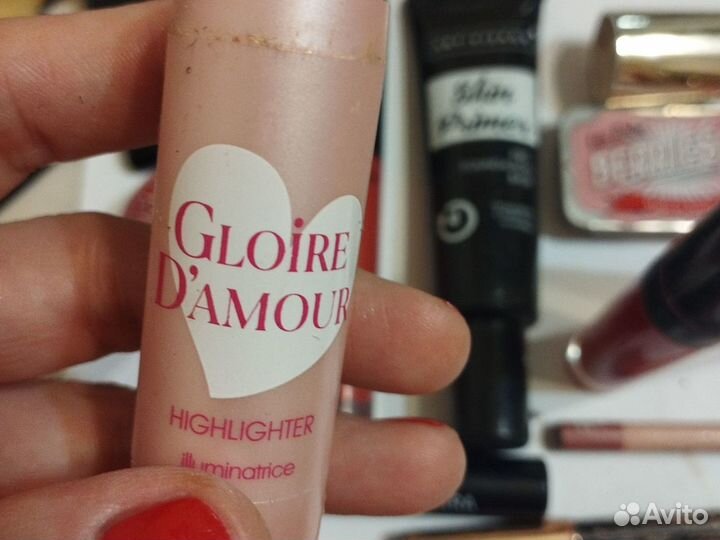 GLOIRE
D'AMOUR
HIGHLIGHTER
illuminatrice
Skin
Primer
BERRIES
Avito